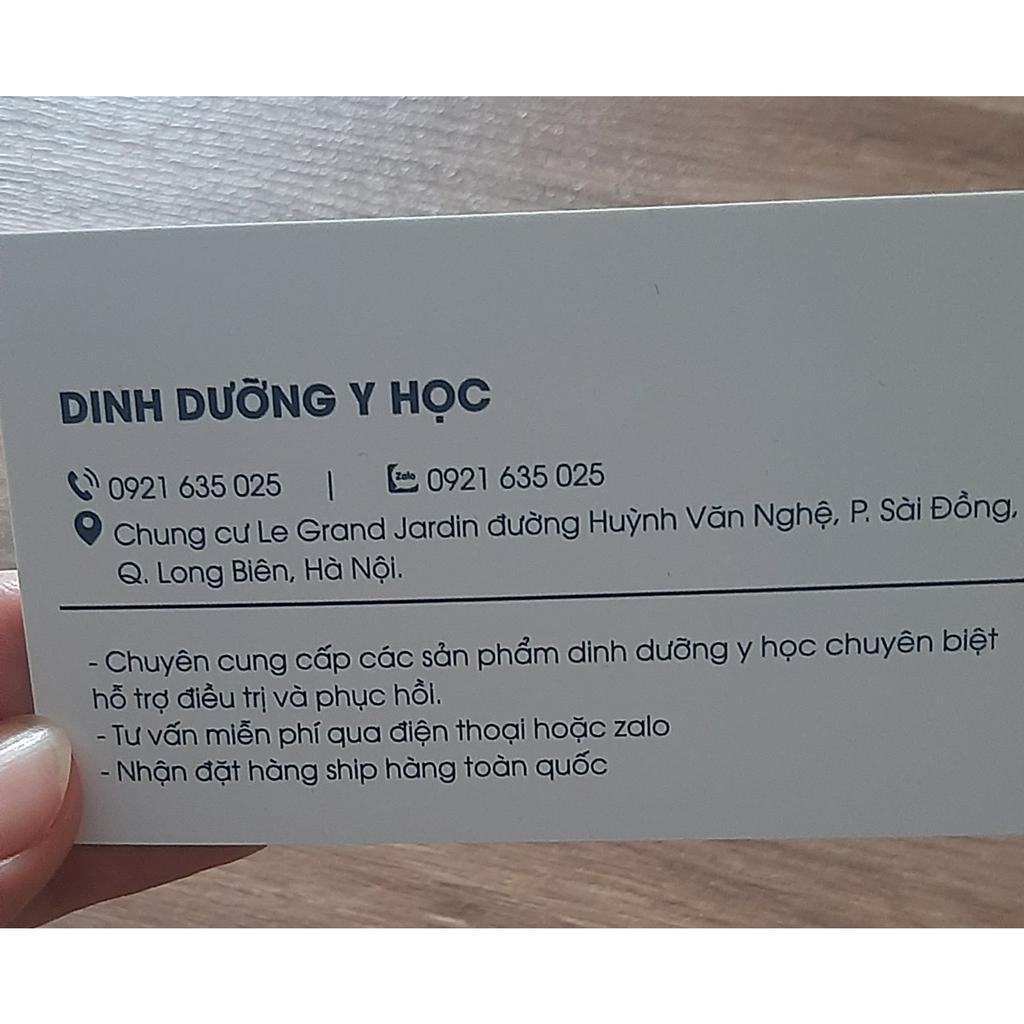 DINH DƯỠNG Y HỌC
0921 635 025 | Zalo 0921 635 025
Chung cư Le Grand Jardin đường Huỳnh Văn Nghệ, P. Sài Đồng,
Q. Long Biên, Hà Nội.
- Chuyên cung cấp các sản phẩm dinh dưỡng y học chuyên biệt
hỗ trợ điều trị và phục hồi.
- Tư vấn miễn phí qua điện thoại hoặc zalo
- Nhận đặt hàng ship hàng toàn quốc